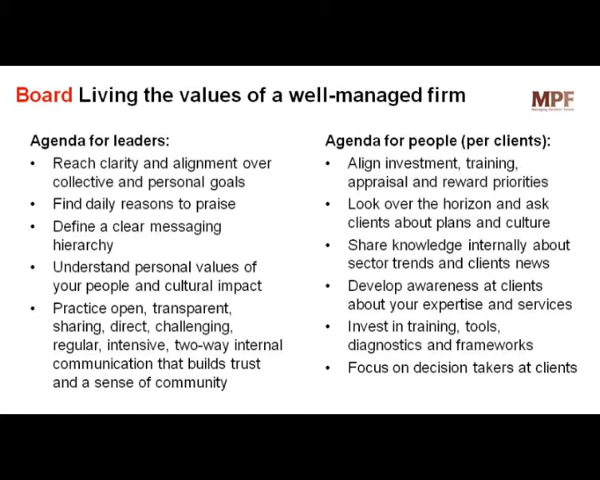 Board Living the values of a well-managed firm
MPF
Agenda for leaders:
• Reach clarity and alignment over
collective and personal goals
• Find daily reasons to praise
• Define a clear messaging
hierarchy
• Understand personal values of
your people and cultural impact
• Practice open, transparent,
sharing, direct, challenging,
regular, intensive, two-way internal
communication that builds trust
and a sense of community
Agenda for people (per clients):
• Align investment, training,
appraisal and reward priorities
• Look over the horizon and ask
clients about plans and culture
• Share knowledge internally about
sector trends and clients news
• Develop awareness at clients
about your expertise and services
• Invest in training, tools,
diagnostics and frameworks
• Focus on decision takers at clients